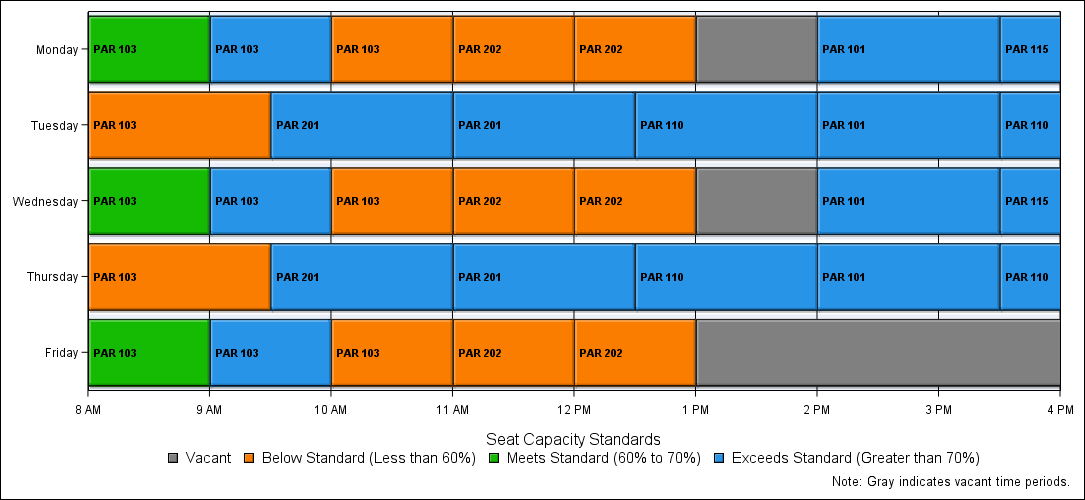 Monday PAR 103 PAR 103 PAR 103 PAR 202 PAR 202 PAR 101 PAR 115
Tuesday PAR 103 PAR 201 PAR 201 PAR 110 PAR 101 PAR 110
Wednesday PAR 103 PAR 103 PAR 103 PAR 202 PAR 202 PAR 101 PAR 115
Thursday PAR 103 PAR 201 PAR 201 PAR 110 PAR 101 PAR 110
Friday PAR 103 PAR 103 PAR 103 PAR 202 PAR 202
8 AM 9 AM 10 AM 11 AM 12 PM 1 PM 2 PM 3 PM 4 PM
Seat Capacity Standards
Vacant Below Standard (Less than 60%) Meets Standard (60% to 70%) Exceeds Standard (Greater than 70%)
Note: Gray indicates vacant time periods.